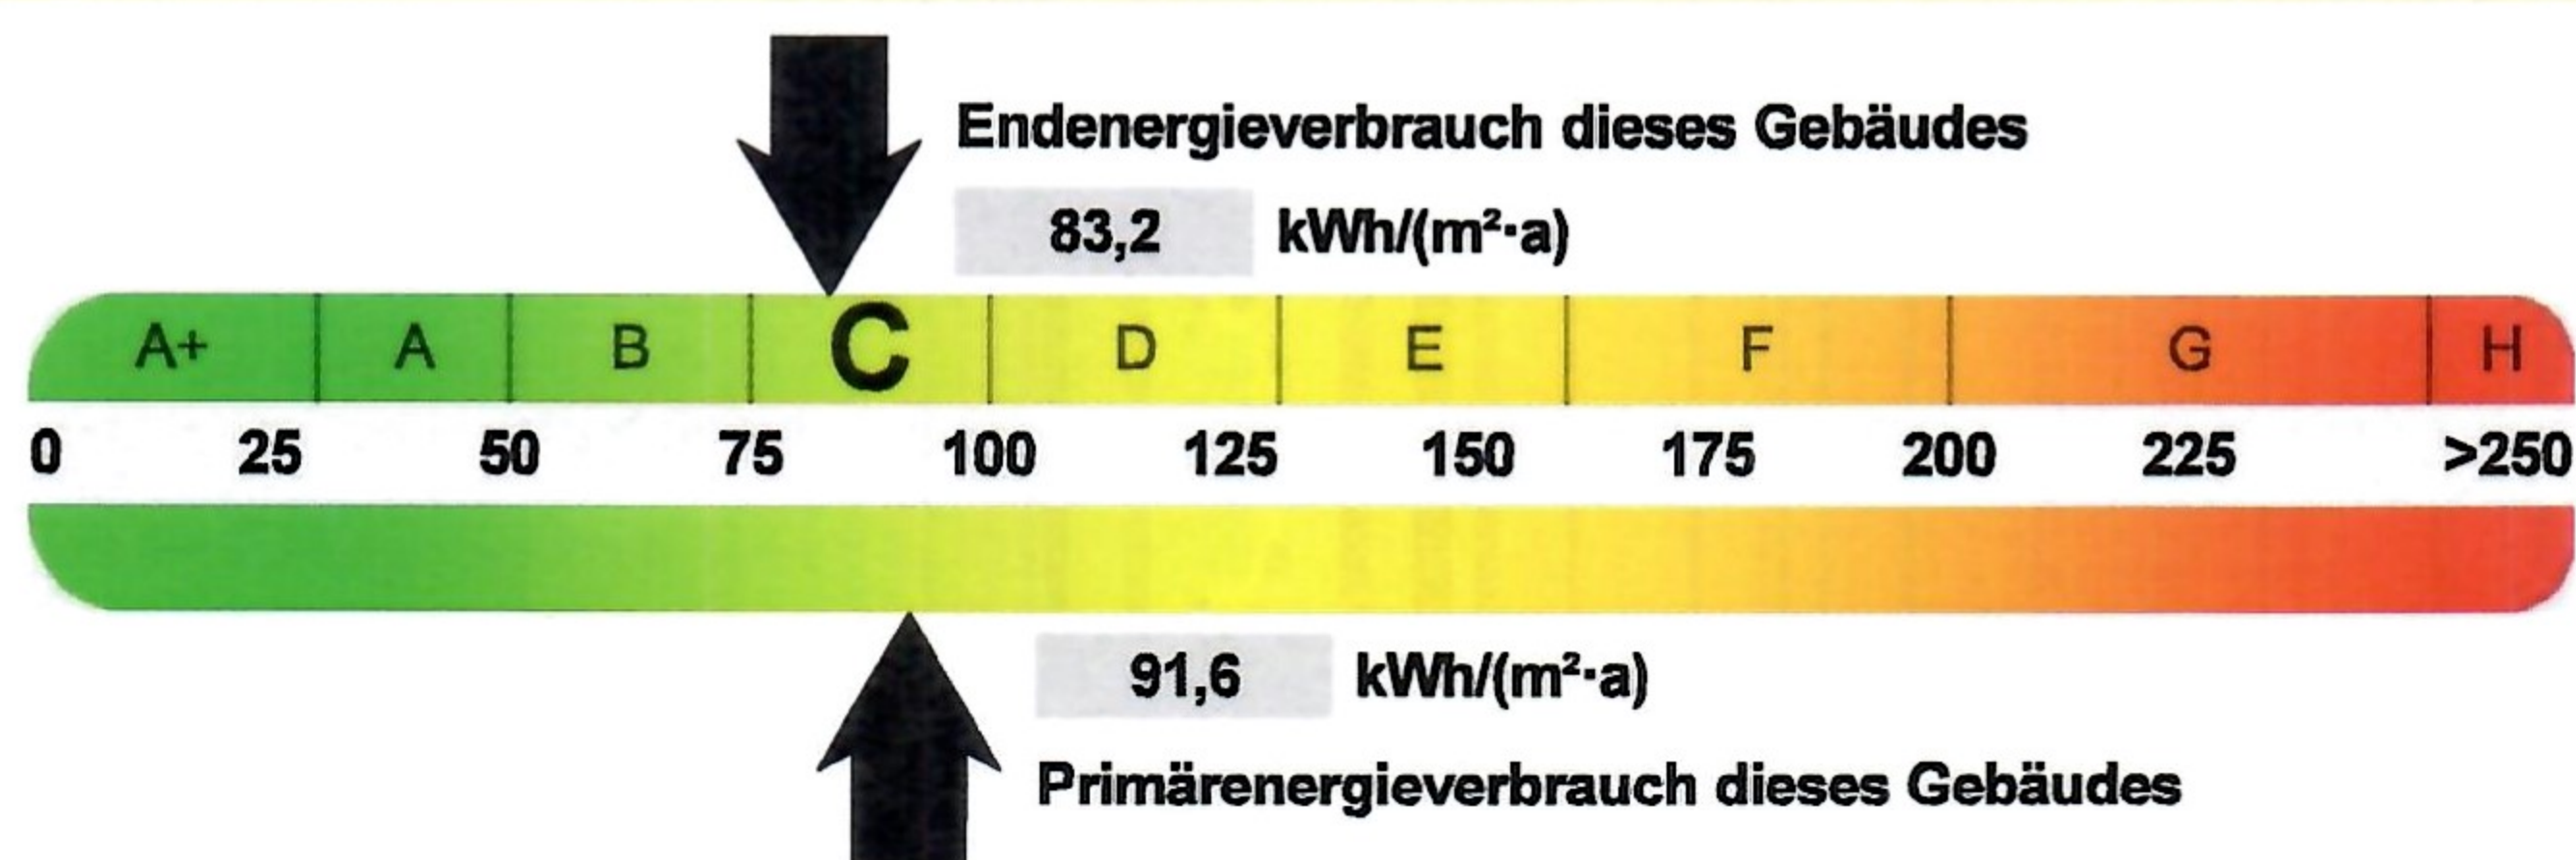 Endenergieverbrauch dieses Gebäudes
83,2 kWh/(m²·a)
A+ A B C D E F G H
0 25 50 75 100 125 150 175 200 225 >250
91,6 kWh/(m²·a)
Primärenergieverbrauch dieses Gebäudes